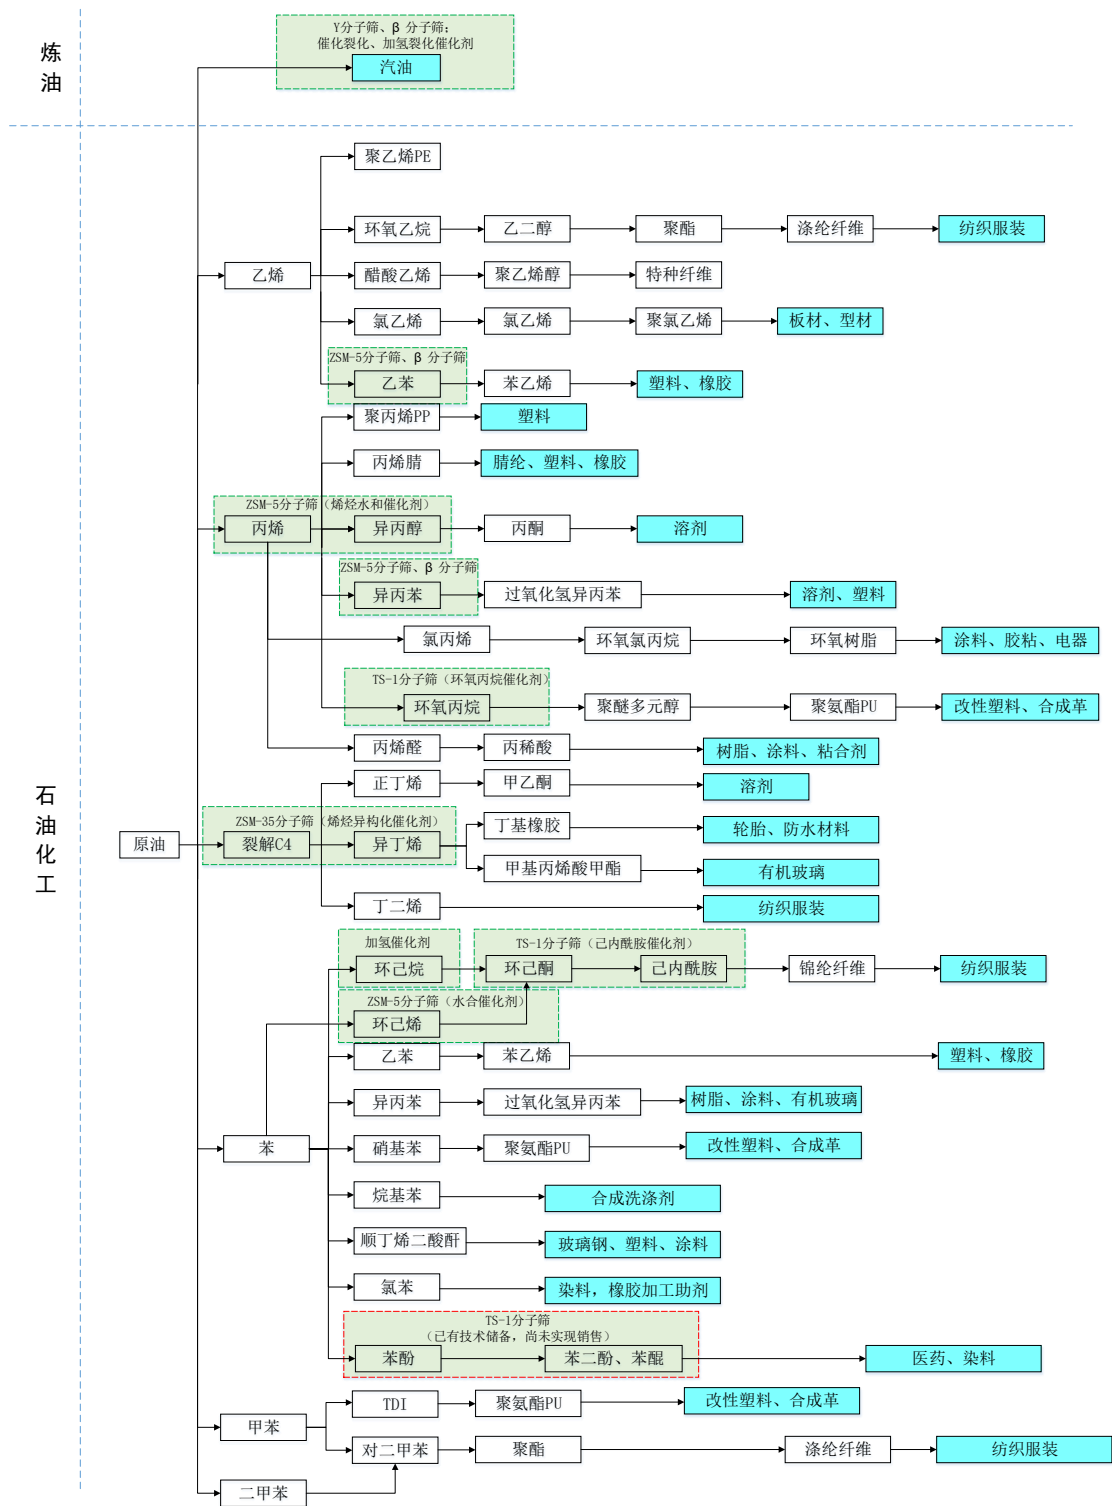 炼油
Y分子筛、β 分子筛:
催化裂化、加氢裂化催化剂
汽油
石油化工
原油
乙烯
聚乙烯PE
环氧乙烷
乙二醇
聚酯
涤纶纤维
纺织服装
醋酸乙烯
聚乙烯醇
特种纤维
氯乙烯
氯乙烯
聚氯乙烯
板材、型材
ZSM-5分子筛、β 分子筛
乙苯
苯乙烯
塑料、橡胶
聚丙烯PP
塑料
丙烯腈
腈纶、塑料、橡胶
ZSM-5分子筛（烯烃水和催化剂）
丙烯
异丙醇
丙酮
溶剂
ZSM-5分子筛、β 分子筛
异丙苯
过氧化氢异丙苯
溶剂、塑料
氯丙烯
环氧氯丙烷
环氧树脂
涂料、胶粘、电器
TS-1分子筛（环氧丙烷催化剂）
环氧丙烷
聚醚多元醇
聚氨酯PU
改性塑料、合成革
丙烯醛
丙稀酸
树脂、涂料、粘合剂
正丁烯
甲乙酮
溶剂
ZSM-35分子筛（烯烃异构化催化剂）
裂解C4
异丁烯
丁基橡胶
轮胎、防水材料
甲基丙烯酸甲酯
有机玻璃
丁二烯
纺织服装
加氢催化剂
环己烷
TS-1分子筛（己内酰胺催化剂）
环己酮
己内酰胺
锦纶纤维
纺织服装
ZSM-5分子筛（水合催化剂）
环己烯
乙苯
苯乙烯
塑料、橡胶
异丙苯
过氧化氢异丙苯
树脂、涂料、有机玻璃
苯
硝基苯
聚氨酯PU
改性塑料、合成革
烷基苯
合成洗涤剂
顺丁烯二酸酐
玻璃钢、塑料、涂料
氯苯
染料，橡胶加工助剂
TS-1分子筛
（已有技术储备，尚未实现销售）
苯酚
苯二酚、苯醌
医药、染料
甲苯
TDI
聚氨酯PU
改性塑料、合成革
对二甲苯
聚酯
涤纶纤维
纺织服装
二甲苯